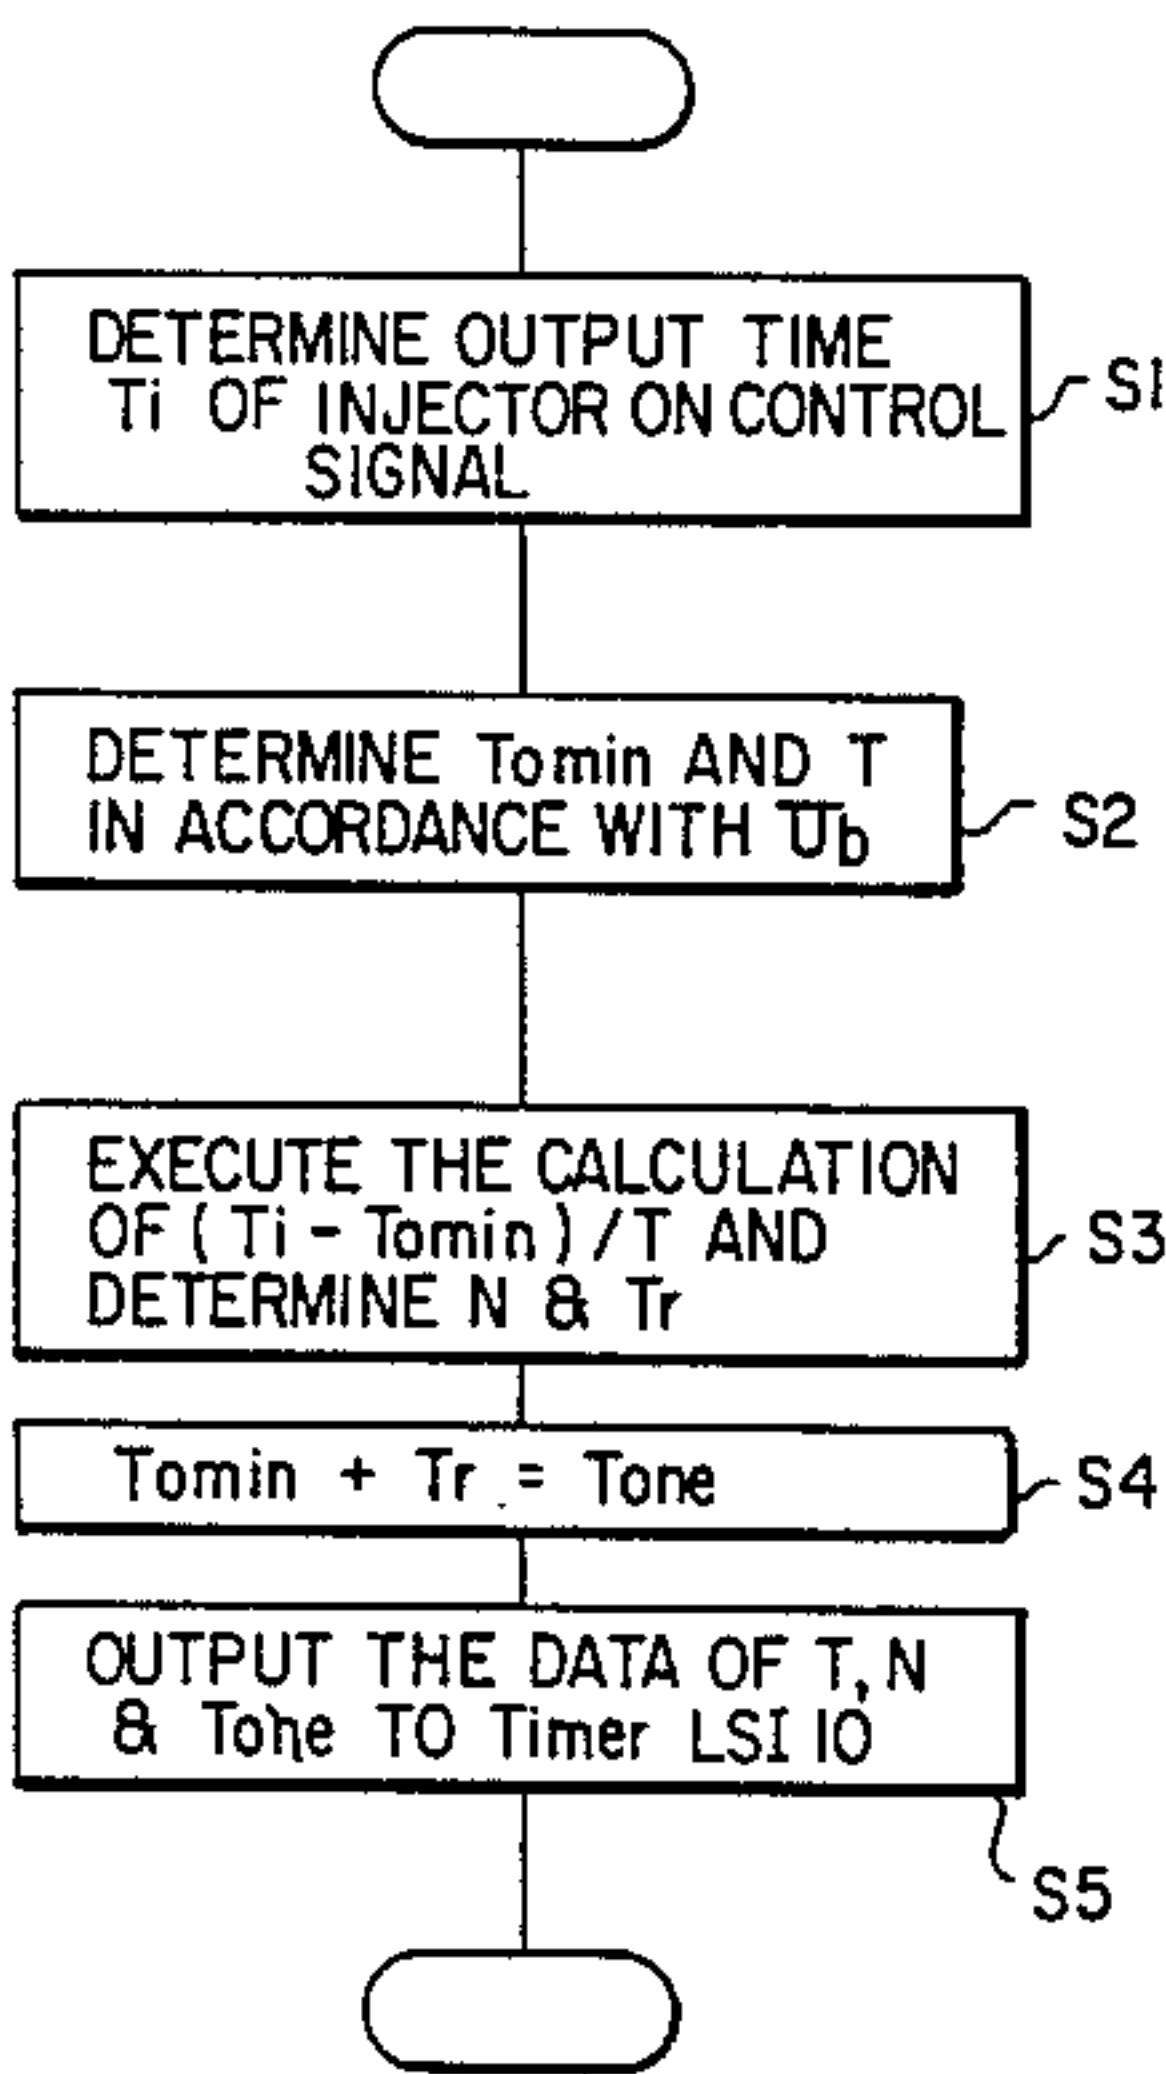 DETERMINE OUTPUT TIME
Ti OF INJECTOR ON CONTROL
SIGNAL
S1
DETERMINE Tomin AND T
IN ACCORDANCE WITH Ub
S2
EXECUTE THE CALCULATION
OF (Ti - Tomin) / T AND
DETERMINE N & Tr
S3
Tomin + Tr = Tone
S4
OUTPUT THE DATA OF T, N
& Tone TO Timer LSI 10
S5